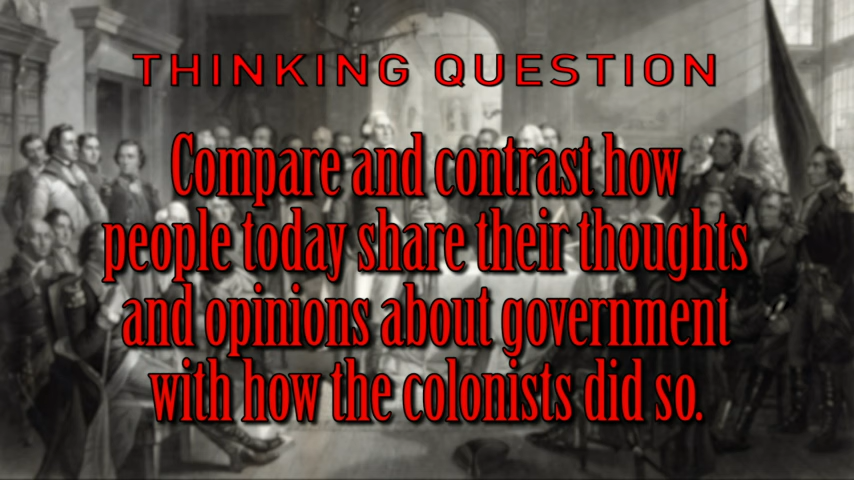 THINKING QUESTION
Compare and contrast how
people today share their thoughts
and opinions about government
with how the colonists did so.